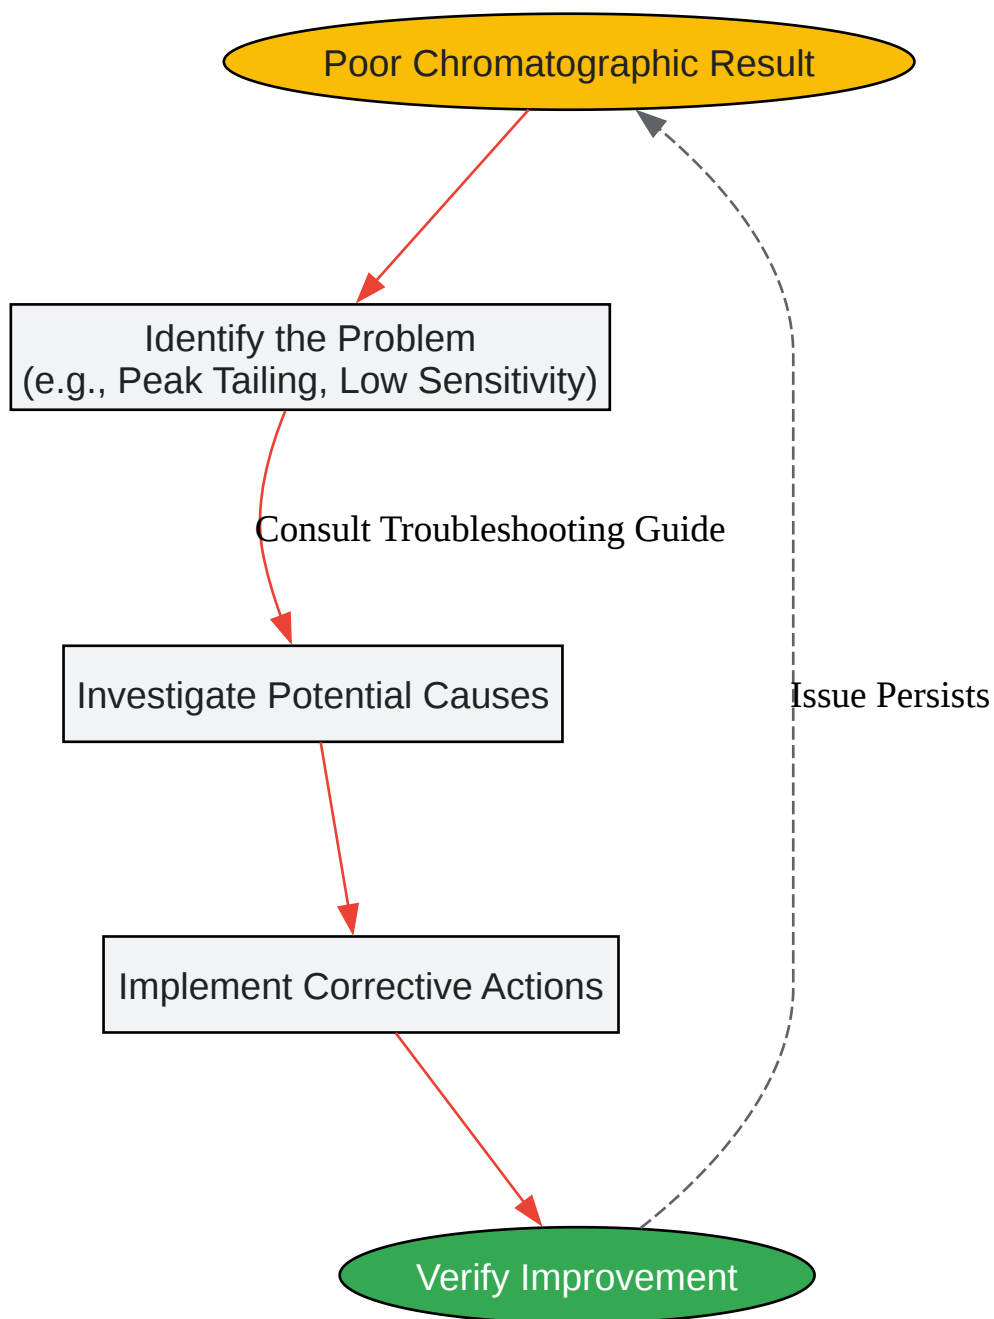 Poor Chromatographic Result
Identify the Problem
(e.g., Peak Tailing, Low Sensitivity)
Consult Troubleshooting Guide
Investigate Potential Causes
Issue Persists
Implement Corrective Actions
Verify Improvement